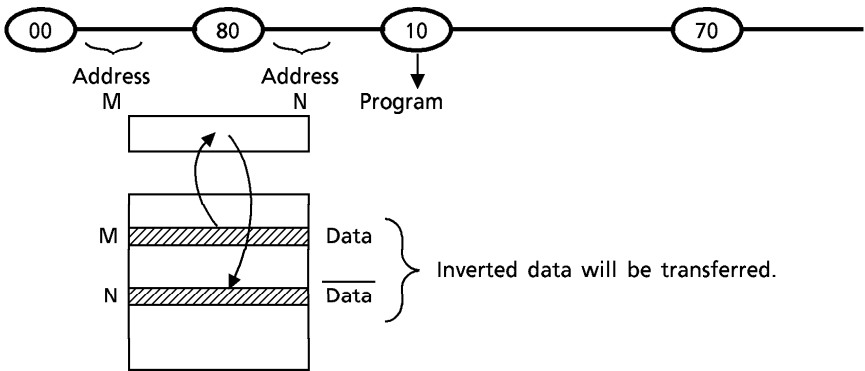 00 80 10 70
Address Address
M N Program
M Data
Inverted data will be transferred.
N Data